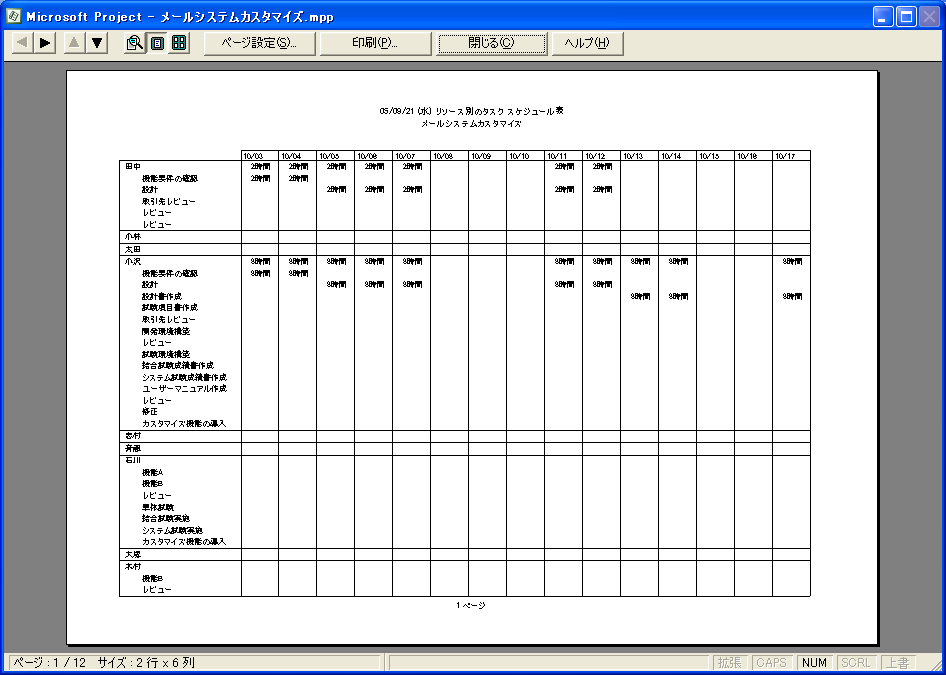 Microsoft Project - メールシステムカスタマイズ.mpp
ページ設定(S)... 印刷(P)... 閉じる(C) ヘルプ(H)
05/09/21 (水) リソース別のタスク スケジュール表
メールシステムカスタマイズ
10/03 10/04 10/05 10/06 10/07 10/08 10/09 10/10 10/11 10/12 10/13 10/14 10/15 10/16 10/17
田中 2時間 2時間 2時間 2時間 2時間 2時間 2時間
機能要件の確認 2時間 2時間
設計 2時間 2時間 2時間 2時間 2時間
取引先レビュー
レビュー
レビュー
小林
太田
小沢 8時間 8時間 8時間 8時間 8時間 8時間 8時間 8時間 8時間 8時間
機能要件の確認 8時間 8時間
設計 8時間 8時間 8時間 8時間 8時間
設計書作成 8時間 8時間 8時間
試験項目書作成
取引先レビュー
開発環境構築
レビュー
試験環境構築
結合試験成績書作成
システム試験成績書作成
ユーザーマニュアル作成
レビュー
修正
カスタマイズ機能の導入
志村
斉藤
石川
機能A
機能B
レビュー
単体試験
結合試験実施
システム試験実施
カスタマイズ機能の導入
大堀
木村
機能B
レビュー
1 ページ
ページ : 1 / 12 サイズ : 2 行 x 6 列 拡張 CAPS NUM SCRL 上書